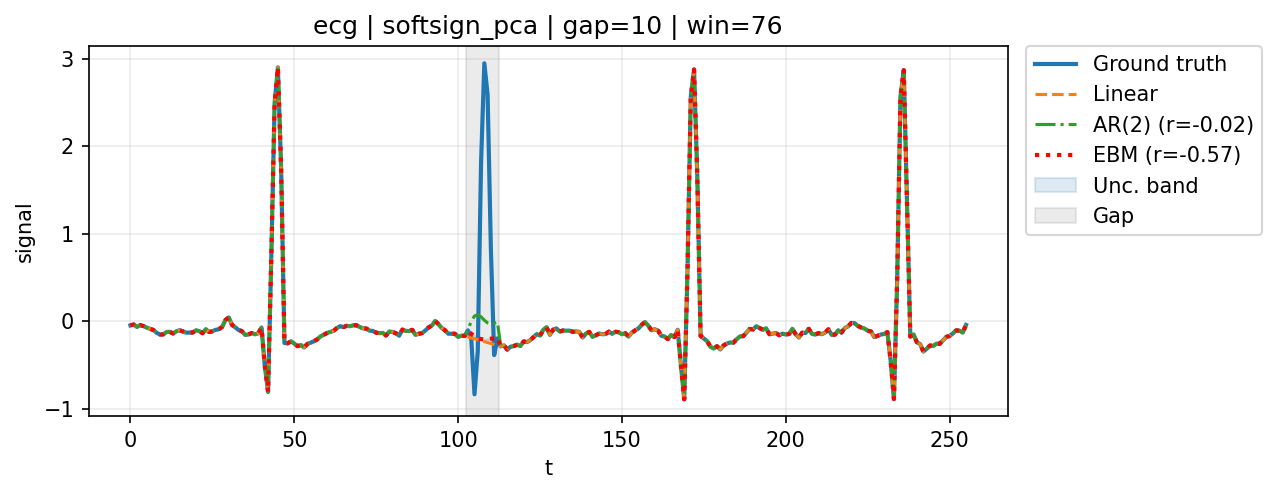 ecg | softsign_pca | gap=10 | win=76
3
2
1
0
−1
signal
0
50
100
150
200
250
t
Ground truth
Linear
AR(2) (r=-0.02)
EBM (r=-0.57)
Unc. band
Gap